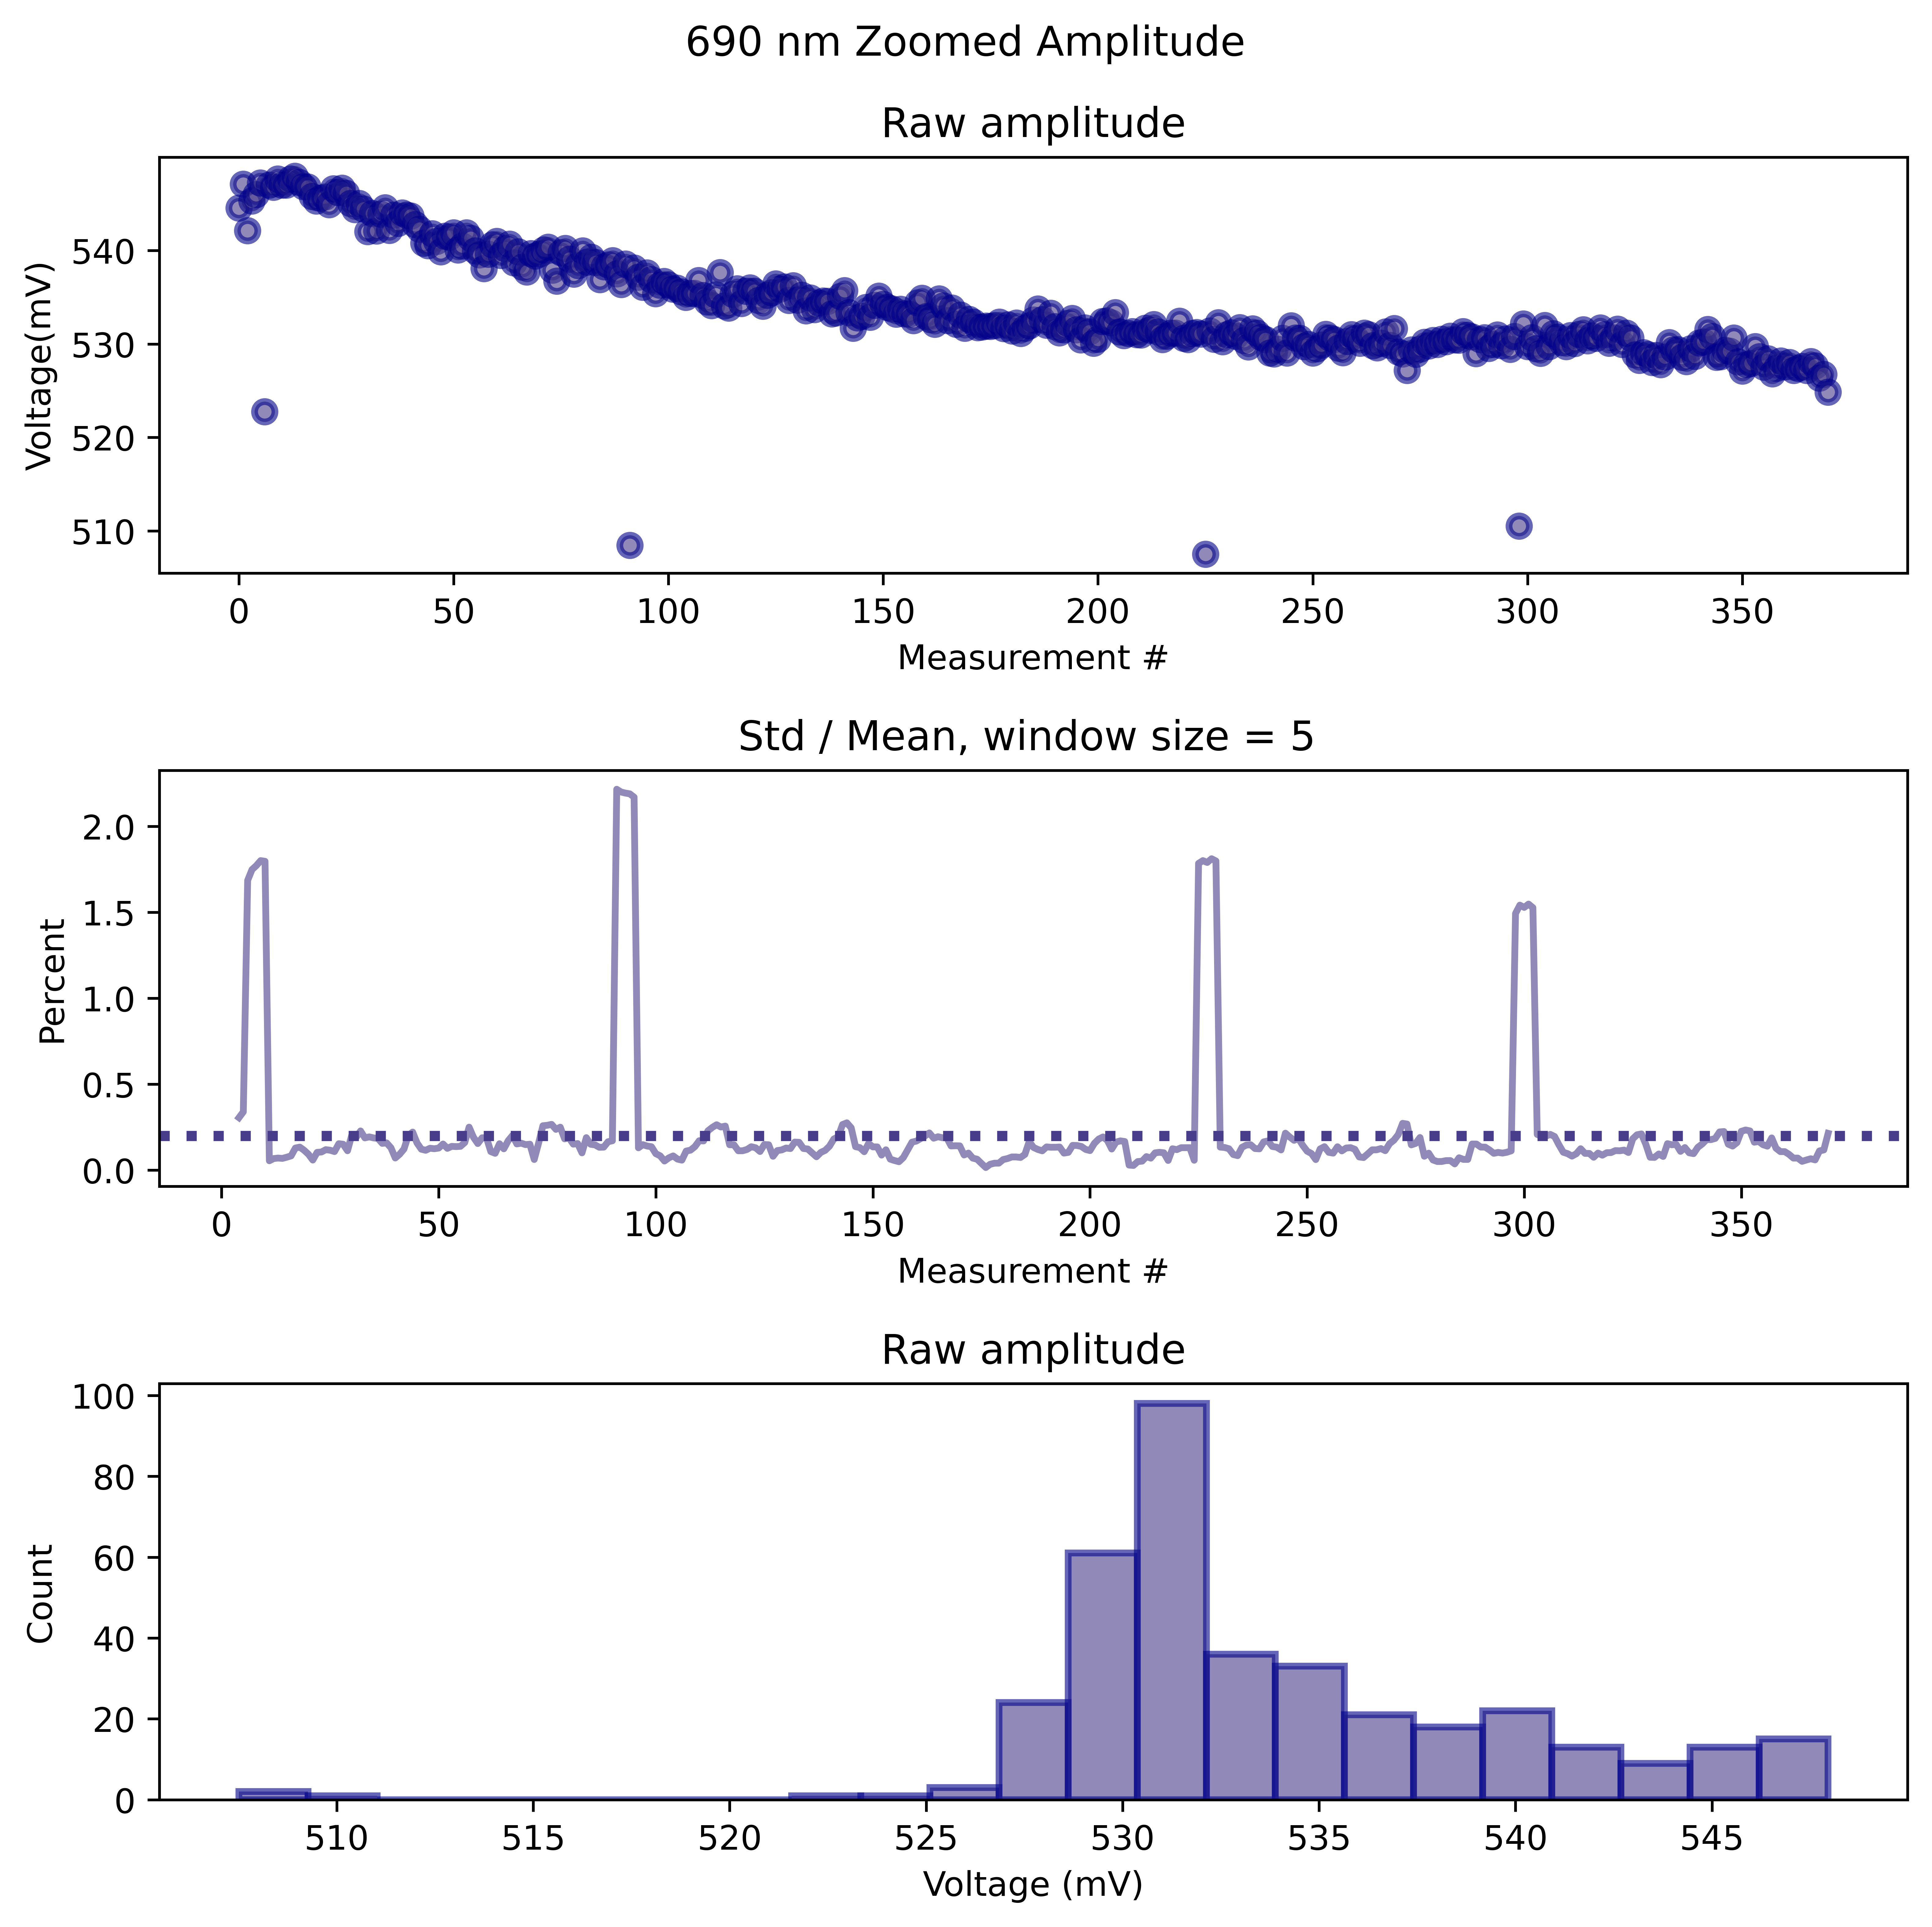 690 nm Zoomed Amplitude
Raw amplitude
Voltage(mV)
540
530
520
510
0 50 100 150 200 250 300 350
Measurement #
Std / Mean, window size = 5
Percent
2.0
1.5
1.0
0.5
0.0
0 50 100 150 200 250 300 350
Measurement #
Raw amplitude
Count
100
80
60
40
20
0
510 515 520 525 530 535 540 545
Voltage (mV)